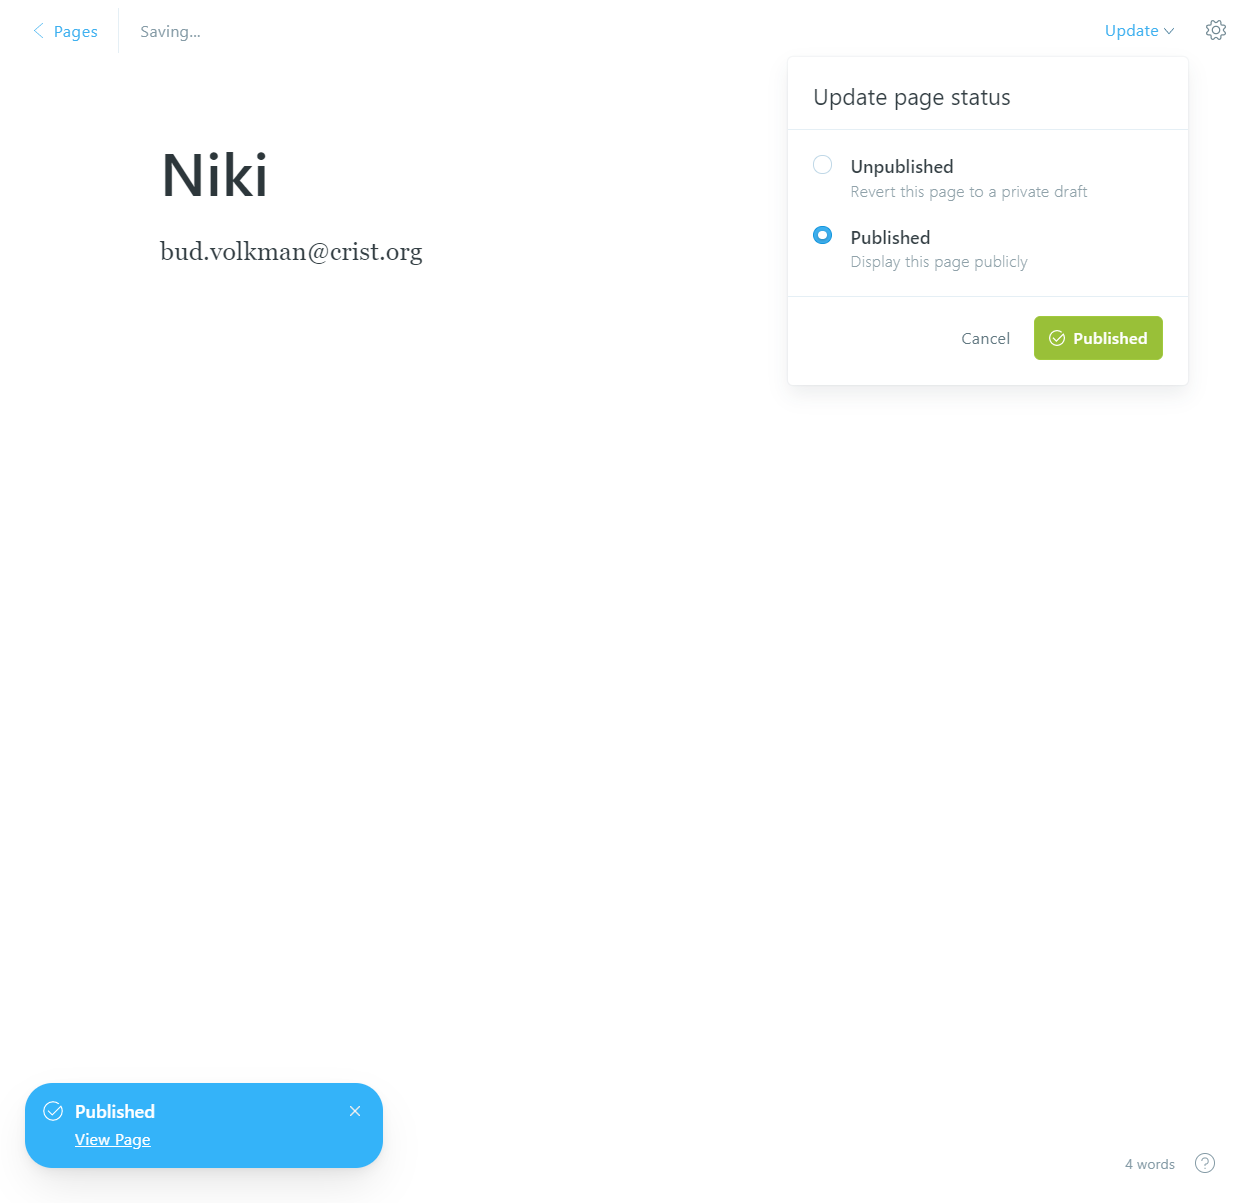 Pages
Saving...
Update
Update page status
Unpublished
Revert this page to a private draft
Published
Display this page publicly
Cancel
Published
Niki
bud.volkman@crist.org
Published
View Page
4 words
?